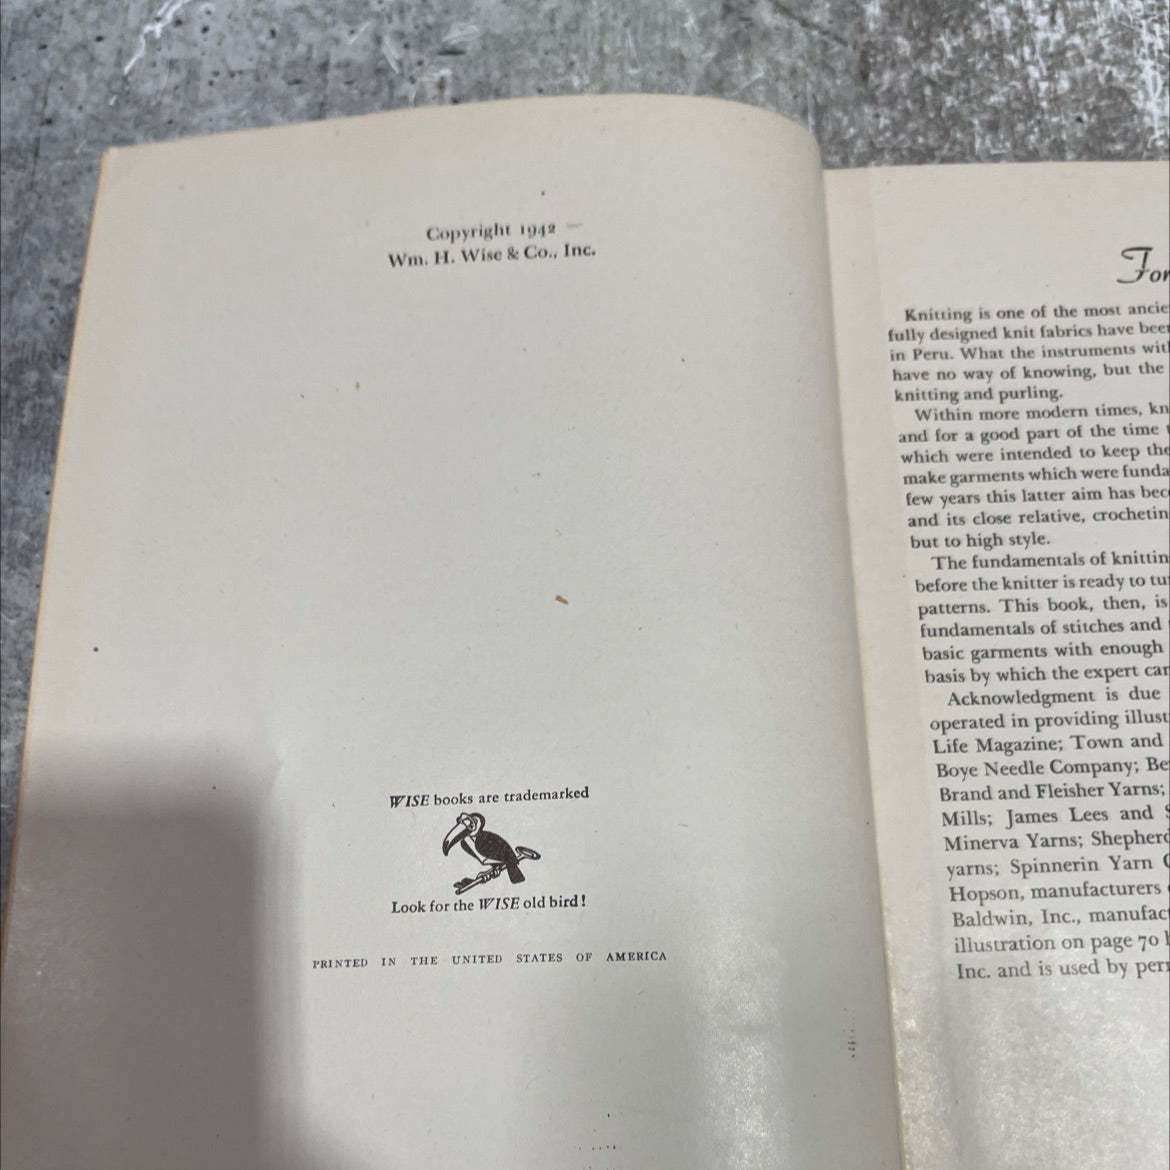 Copyright 1942
Wm. H. Wise & Co., Inc.
WISE books are trademarked
Look for the WISE old bird!
PRINTED IN THE UNITED STATES OF AMERICA
For
Knitting is one of the most ancie
fully designed knit fabrics have bee
in Peru. What the instruments wit
have no way of knowing, but the
knitting and purling.
Within more modern times, kn
and for a good part of the time
which were intended to keep the
make garments which were funda
few years this latter aim has bec
and its close relative, crochetin
but to high style.
The fundamentals of knittin
before the knitter is ready to tu
patterns. This book, then, is
fundamentals of stitches and
basic garments with enough
basis by which the expert can
Acknowledgment is due
operated in providing illust
Life Magazine; Town and
Boye Needle Company; Be
Brand and Fleisher Yarns;
Mills; James Lees and S
Minerva Yarns; Shepherd
yarns; Spinnerin Yarn C
Hopson, manufacturers
Baldwin, Inc., manufac
illustration on page 70 b
Inc. and is used by per